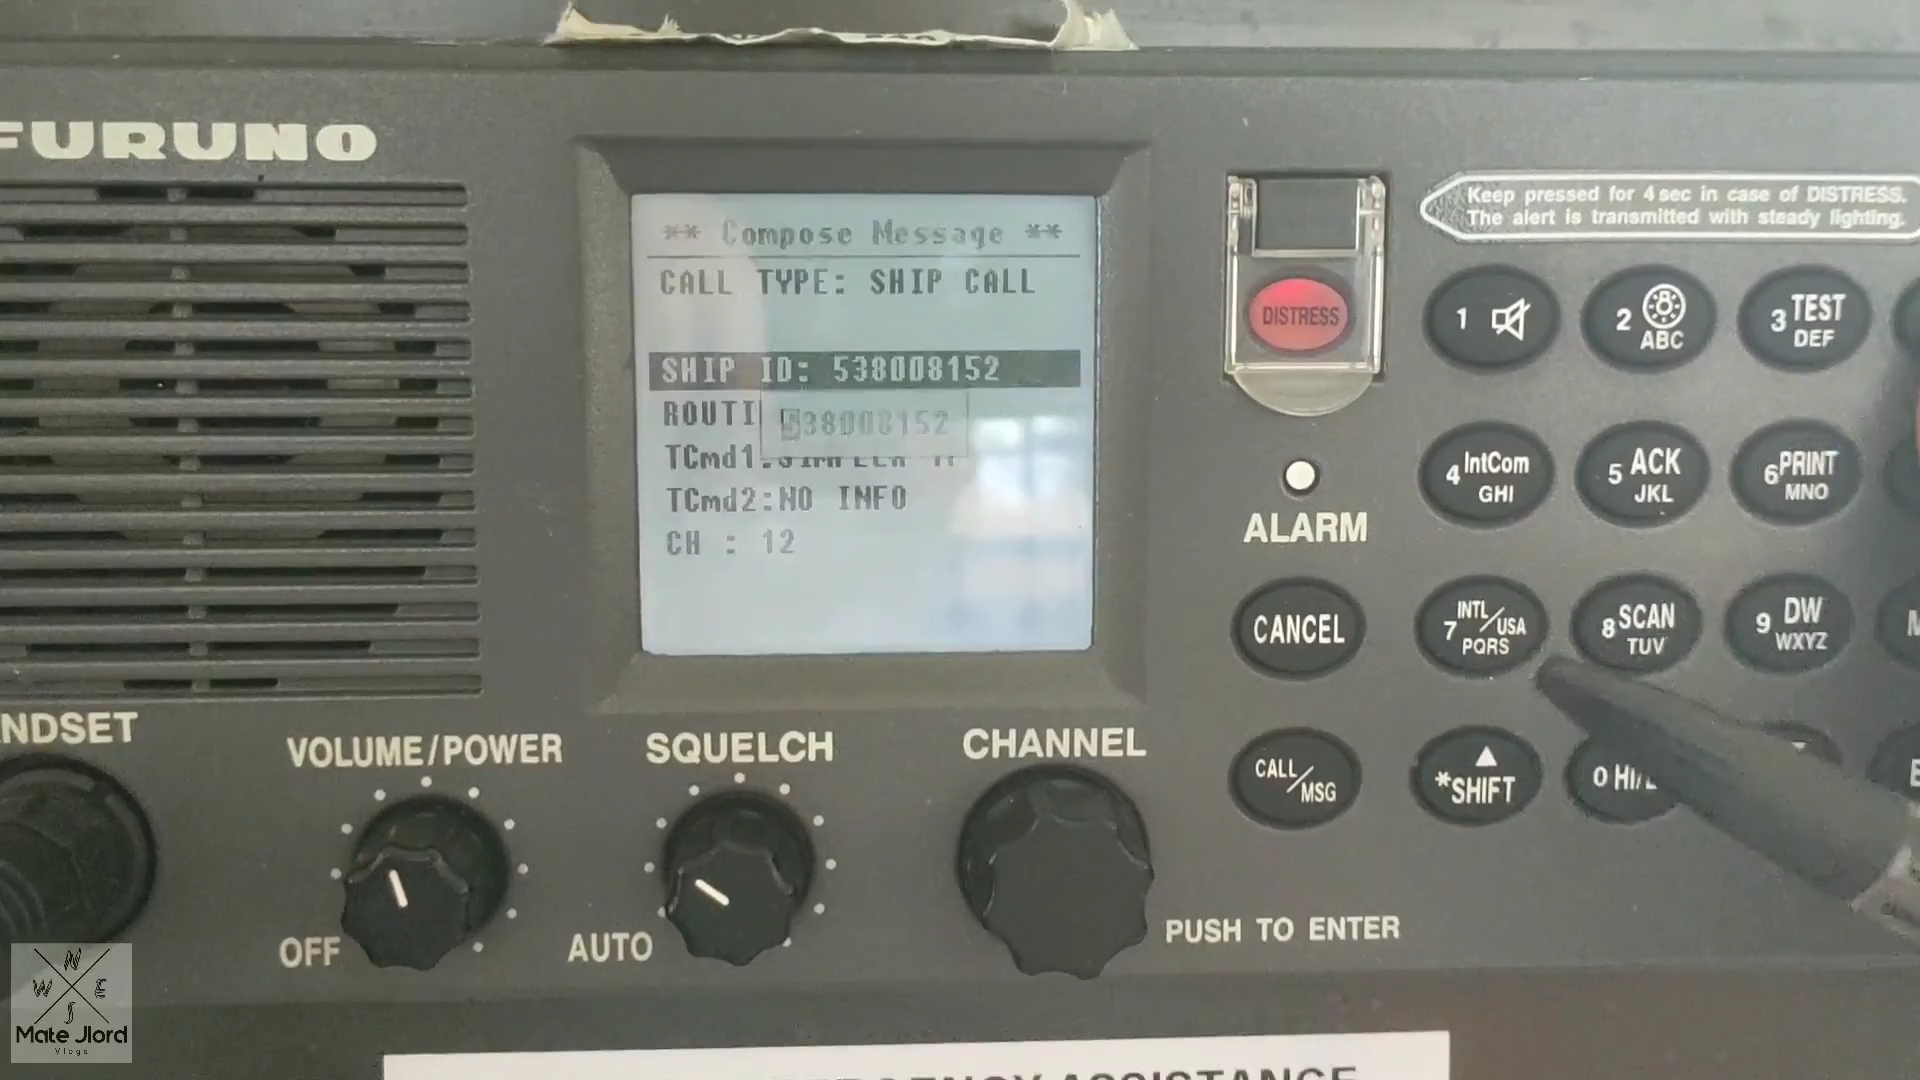 FURUNO
** Compose Message **
CALL TYPE: SHIP CALL
SHIP ID: 538008152
ROUTI
538008152
TCmd1:
TCmd2:NO INFO
CH : 12
DISTRESS
Keep pressed for 4 sec in case of DISTRESS.
The alert is transmitted with steady lighting.
1
2 ABC
3 TEST DEF
ALARM
4 IntCom GHI
5 ACK JKL
6 PRINT MNO
CANCEL
7 INTL/USA PQRS
8 SCAN TUV
9 DW WXYZ
CALL/MSG
*SHIFT
0 HI/
NDSET
VOLUME/POWER
OFF
SQUELCH
AUTO
CHANNEL
PUSH TO ENTER
N
W E
S
Mate Jlord
Vlogs
ASSISTANCE